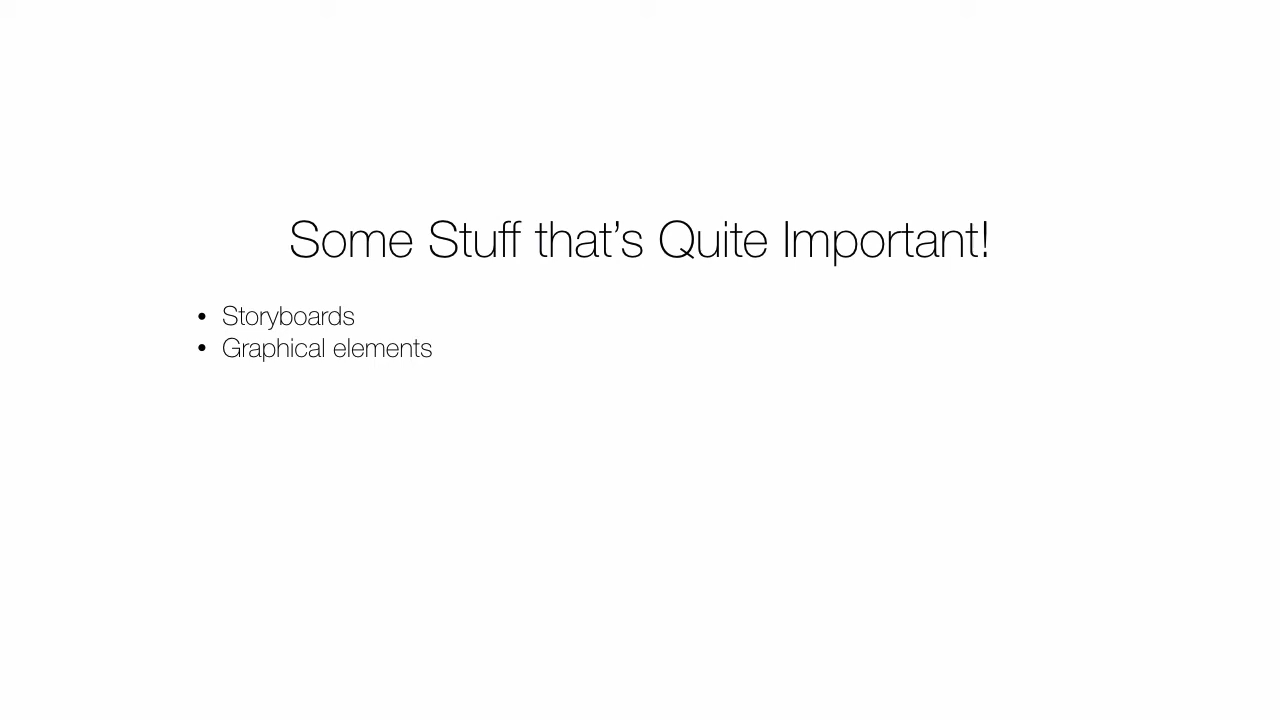 Some Stuff that’s Quite Important!
• Storyboards
• Graphical elements